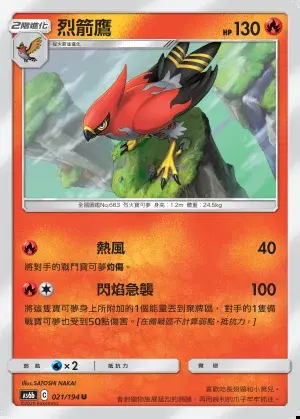 2階進化 烈箭鷹 HP 130
從火箭雀進化
全國圖鑑No.663 烈火寶可夢 身高：1.2m 體重：24.5kg
熱風 40
將對手的戰鬥寶可夢灼傷。
閃焰急襲 100
將這隻寶可夢身上所附加的1個能量丟到棄牌區，對手的1隻備
戰寶可夢也受到50點傷害。[在備戰區不計算弱點、抵抗力。]
弱點 ×2 抵抗力 撤退
Illus. SATOSHI NAKAI
AS6b C 021/194 U